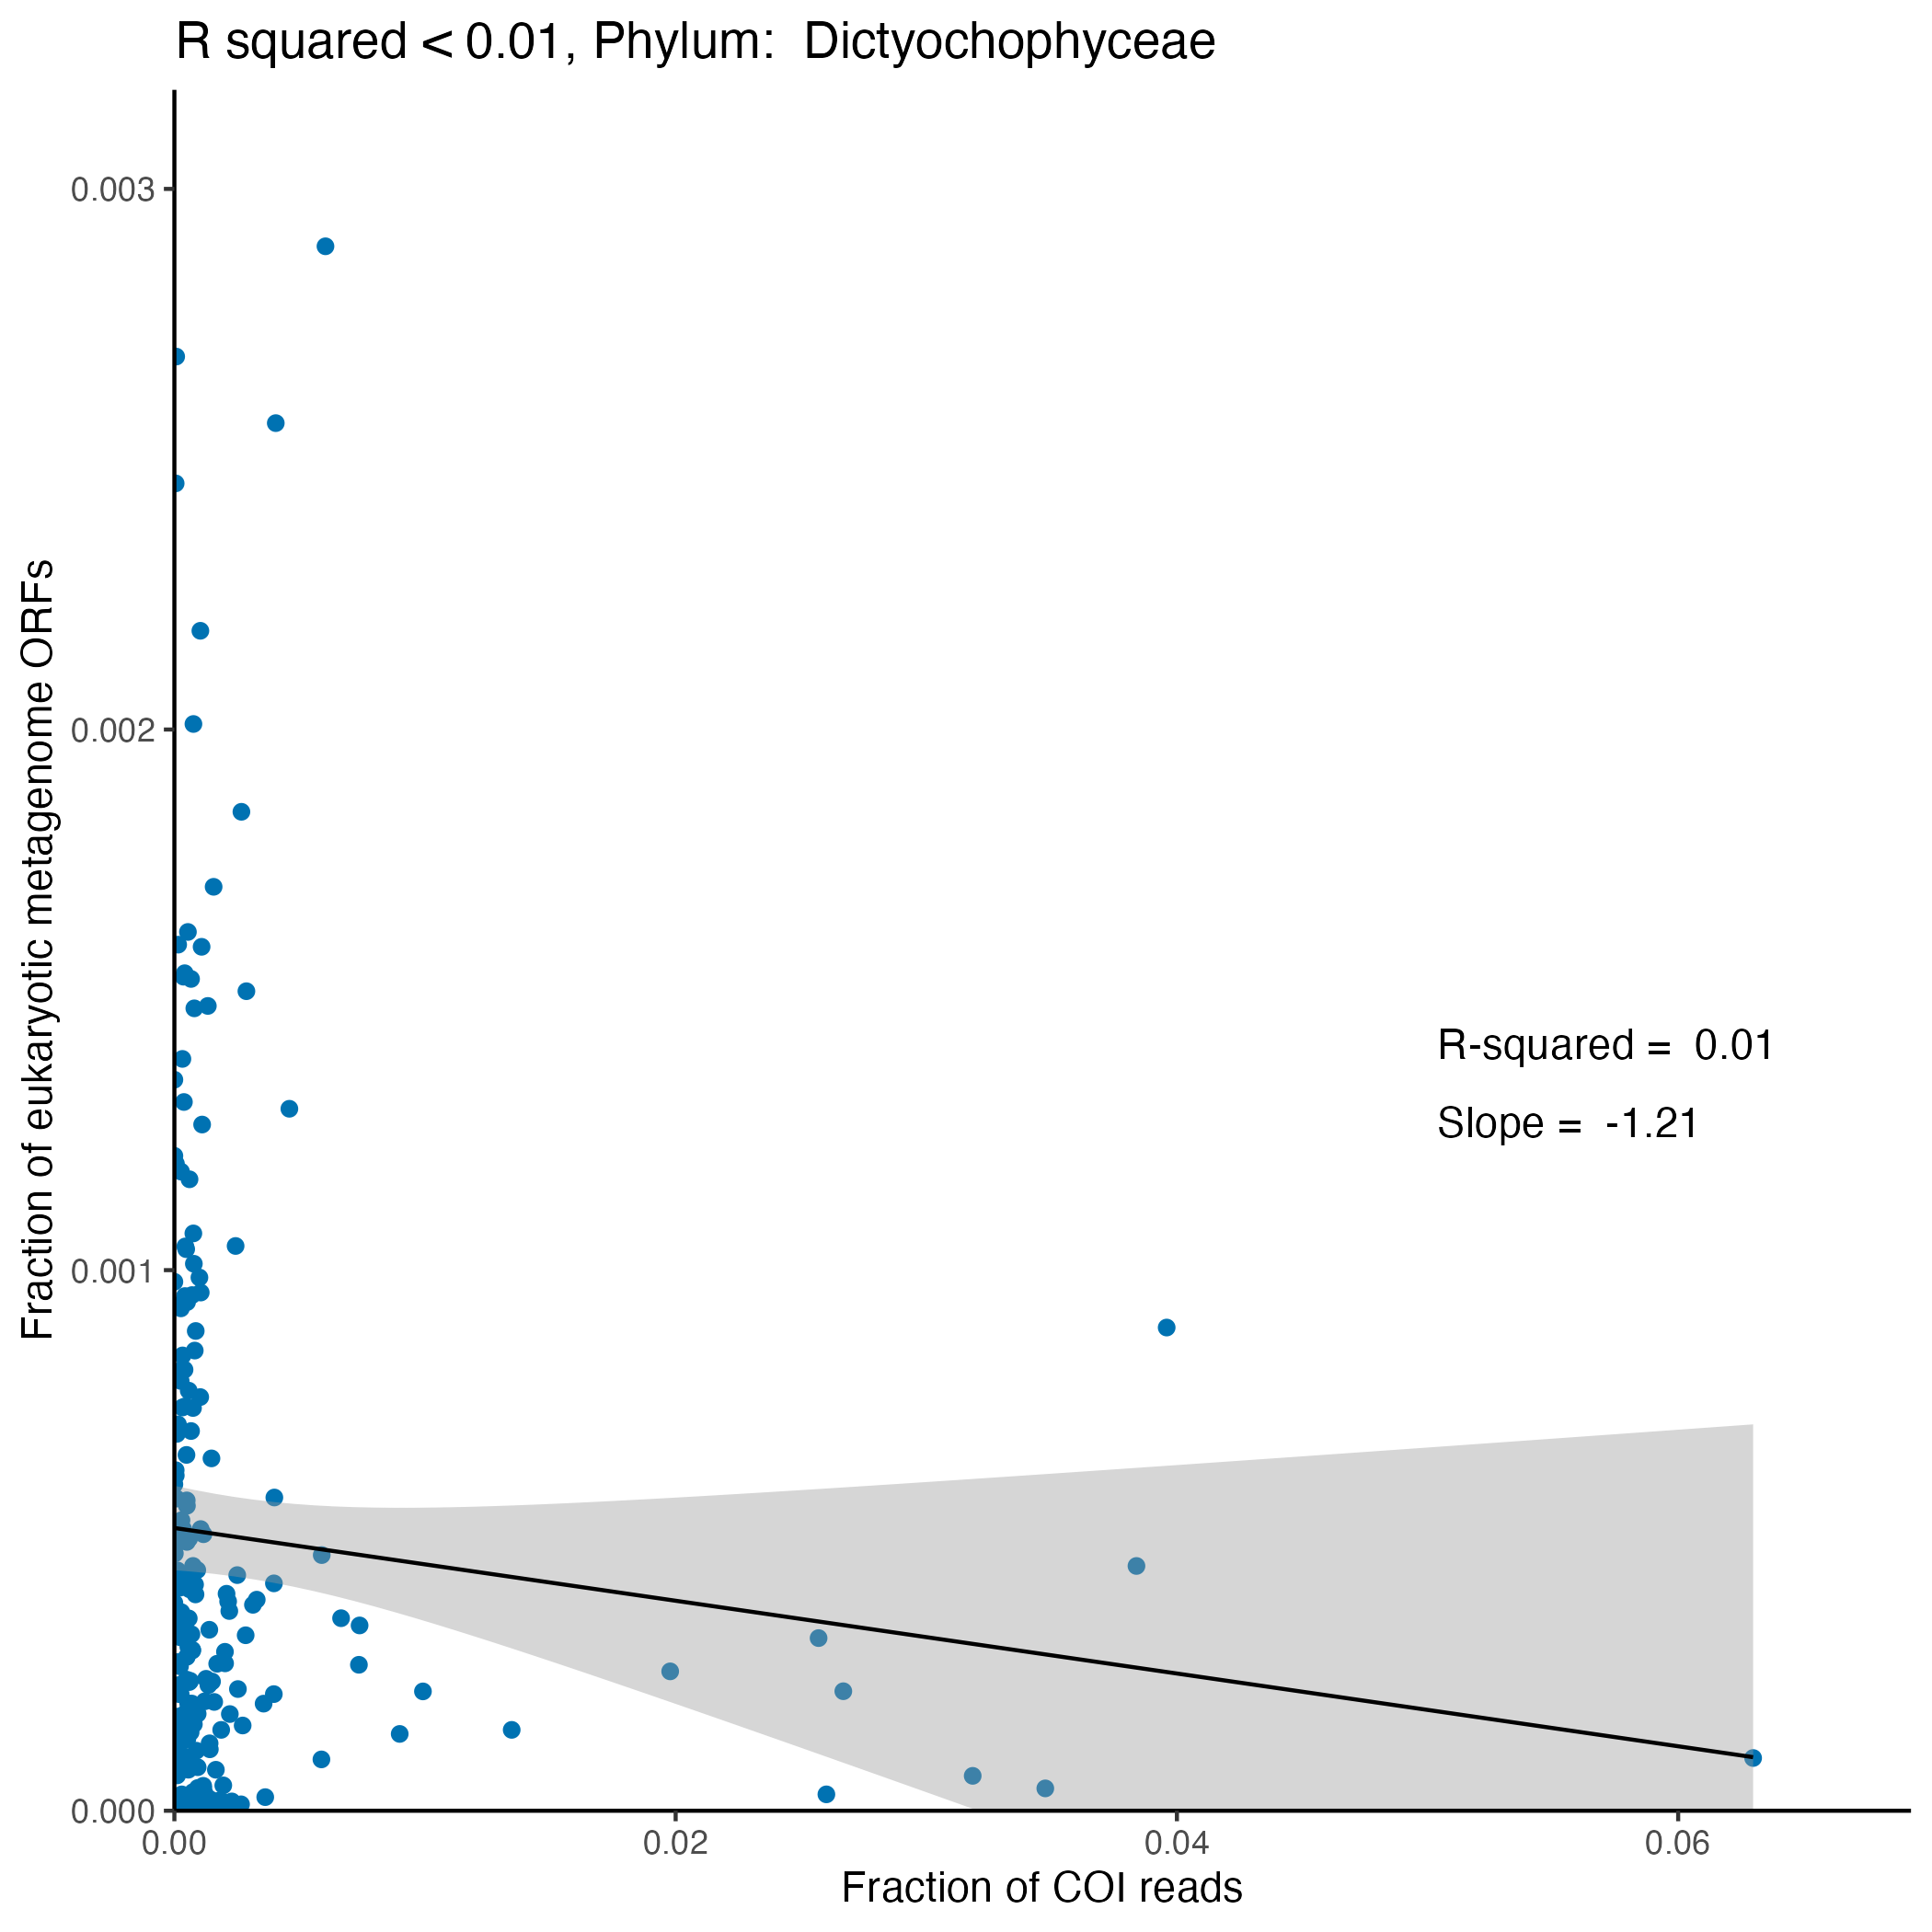 R squared < 0.01, Phylum:  Dictyochophyceae
Fraction of eukaryotic metagenome ORFs
0.003
0.002
0.001
0.000
R-squared =  0.01
Slope =  -1.21
0.00 0.02 0.04 0.06
Fraction of COI reads